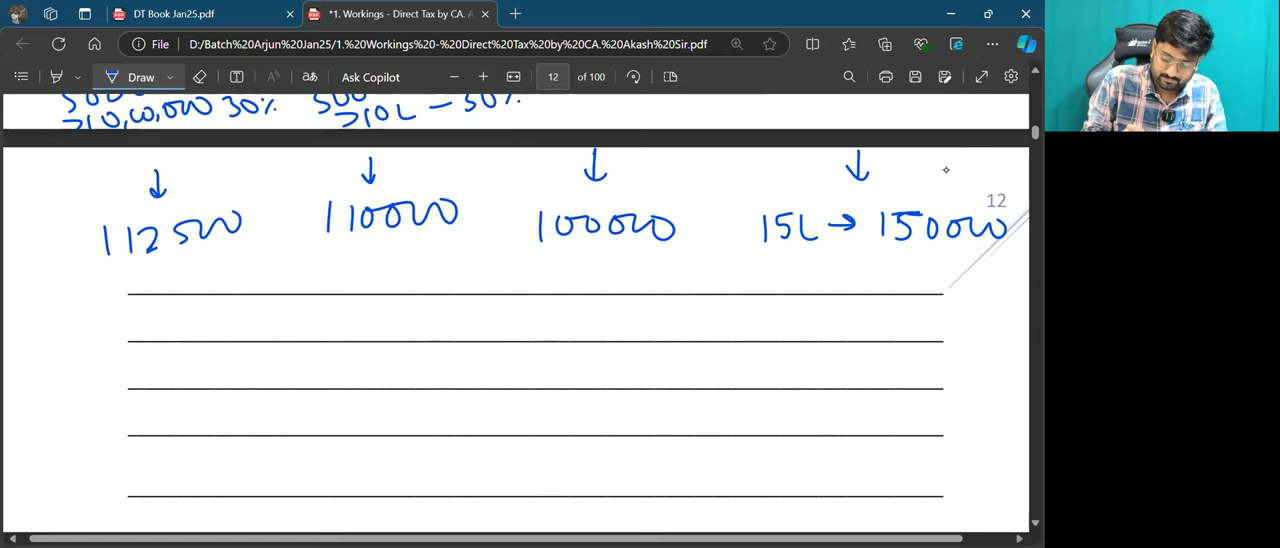 DT Book Jan25.pdf
*1. Workings - Direct Tax by CA. A
File
D:/Batch%20Arjun%20Jan25/1.%20Workings%20-%20Direct%20Tax%20by%20CA.%20Akash%20Sir.pdf
Draw
aあ
Ask Copilot
12 of 100
>10,00,000 30%
>10L - 30%
12
112500
110000
100000
15L → 150000